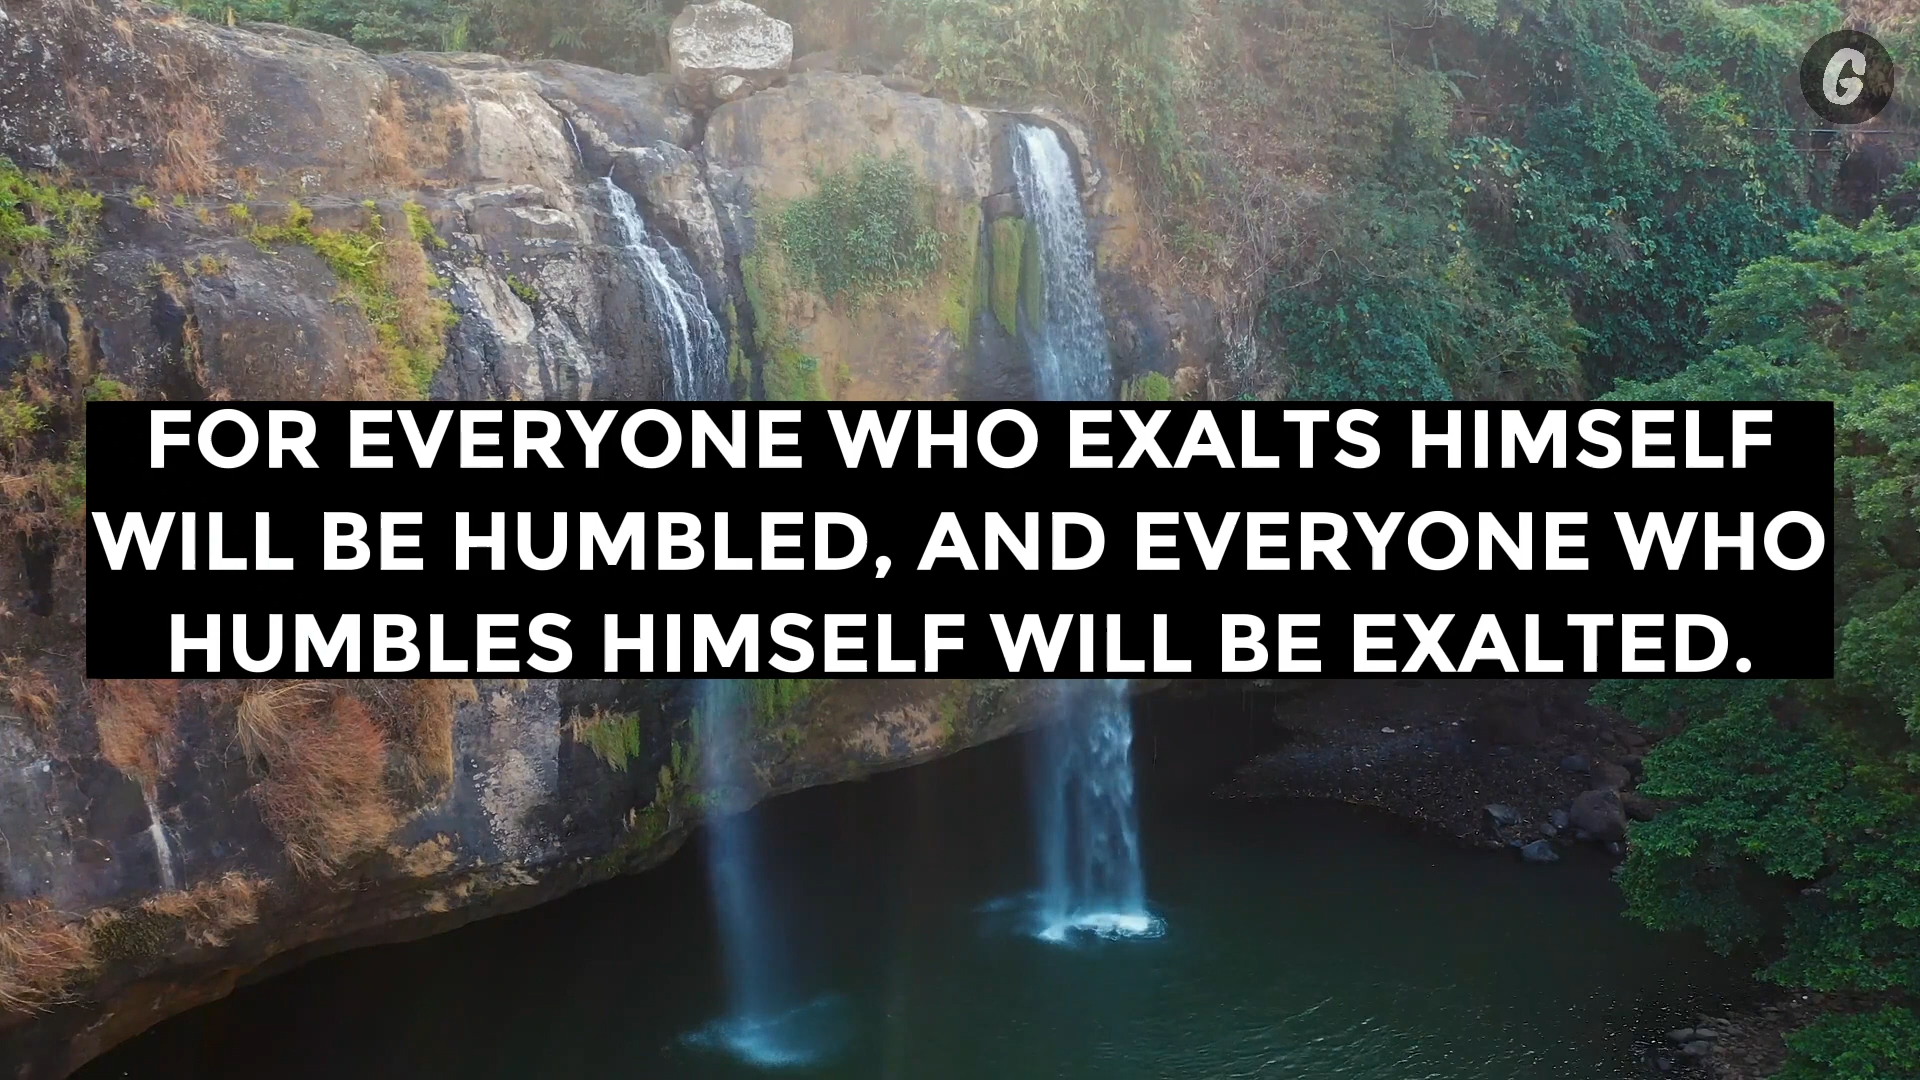 G
FOR EVERYONE WHO EXALTS HIMSELF
WILL BE HUMBLED, AND EVERYONE WHO
HUMBLES HIMSELF WILL BE EXALTED.